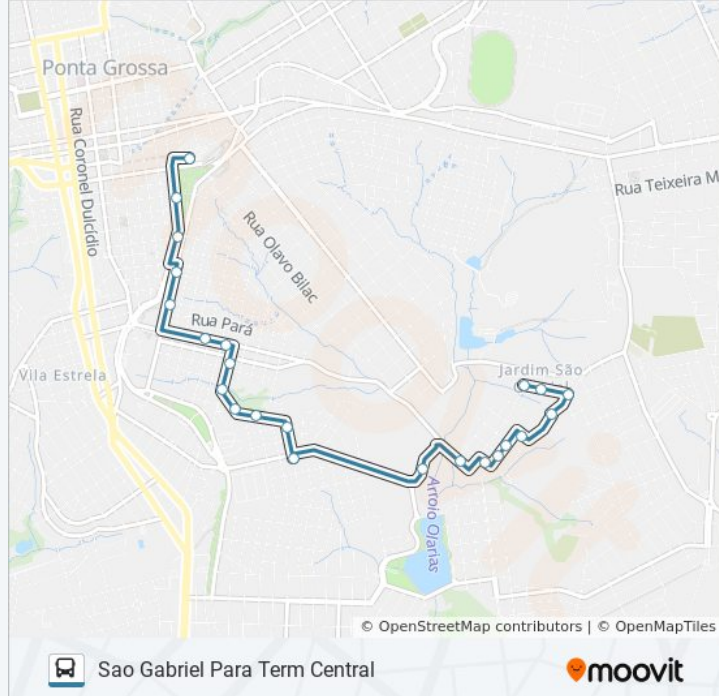 Ponta Grossa
Rua Coronel Dulcídio
Rua Teixeira M
Rua Olavo Bilac
Rua Pará
Vila Estrela
Jardim São
Arroio Olarias
© OpenStreetMap contributors | © OpenMapTiles
Sao Gabriel Para Term Central
moovit